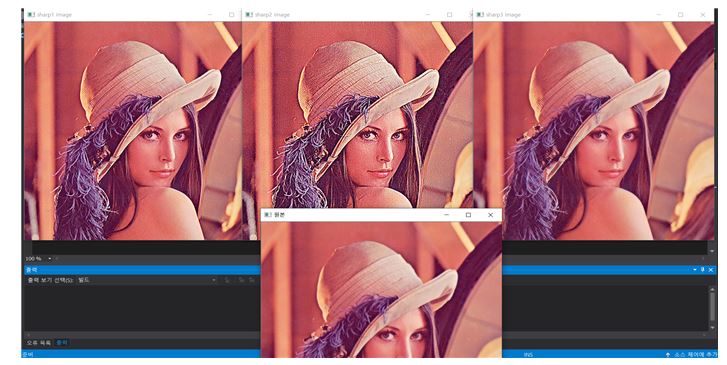 sharp1 image
sharp2 image
sharp3 image
원본
100 %
출력
출력 보기 선택(S): 빌드
오류 목록 출력
준비
INS
소스 제어에 추가